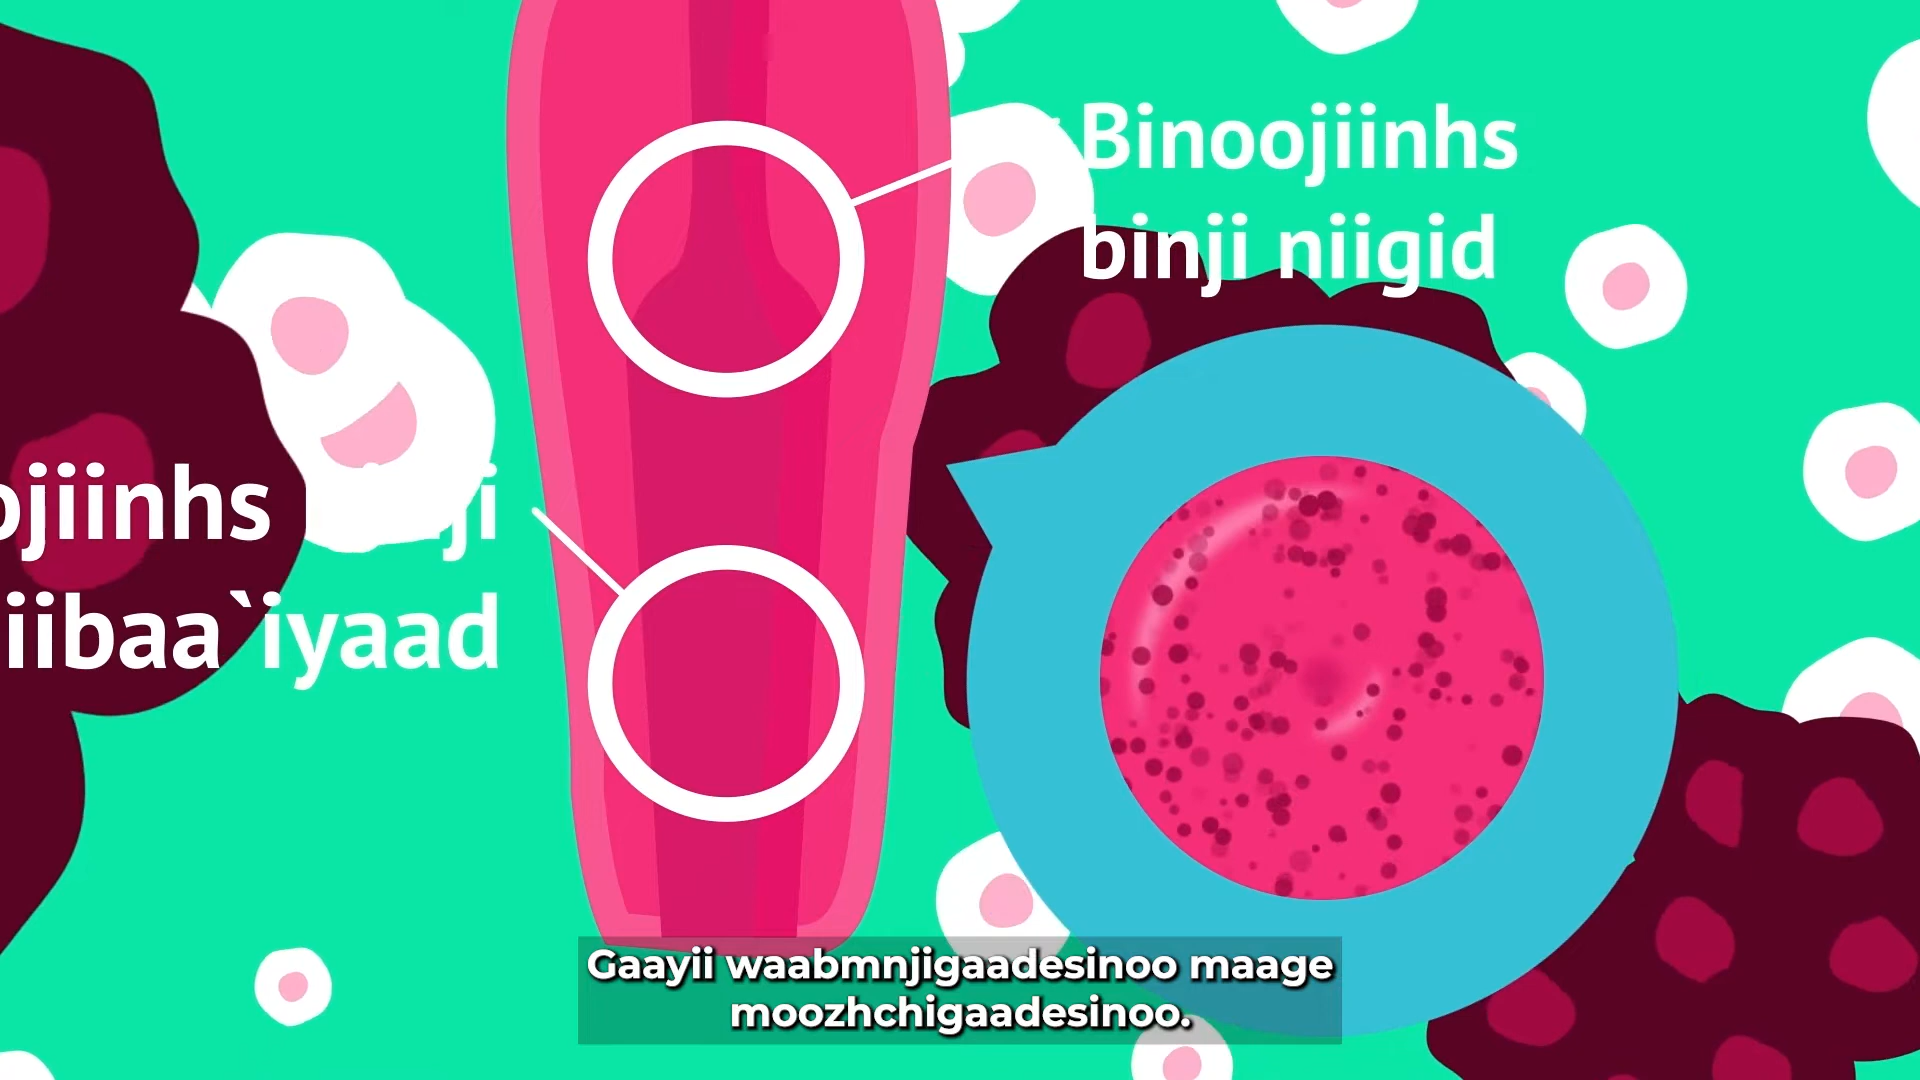 Binoojiinhs
binji niigid
ojiinhs
iibaa`iyaad
Gaayii waabmnjigaadesinoo maage
moozhchigaadesinoo.